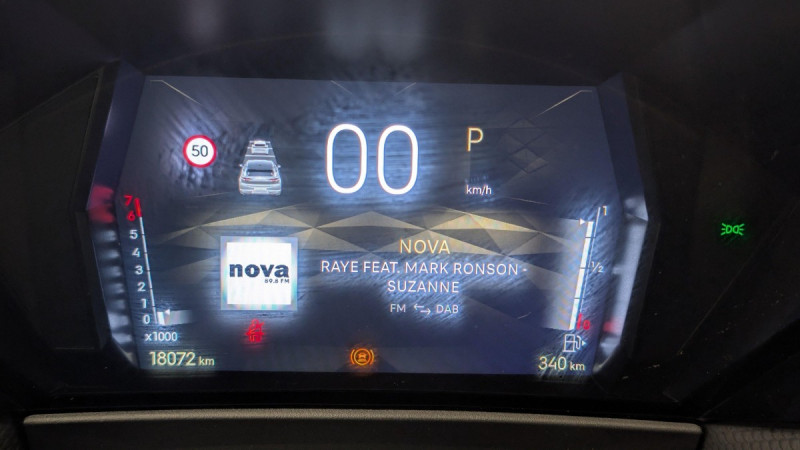 50
00
P
km/h
7
6
5
4
3
2
1
0
x1000
nova
89.6 FM
NOVA
RAYE FEAT. MARK RONSON -
SUZANNE
FM DAB
1
1/2
18072 km
340 km